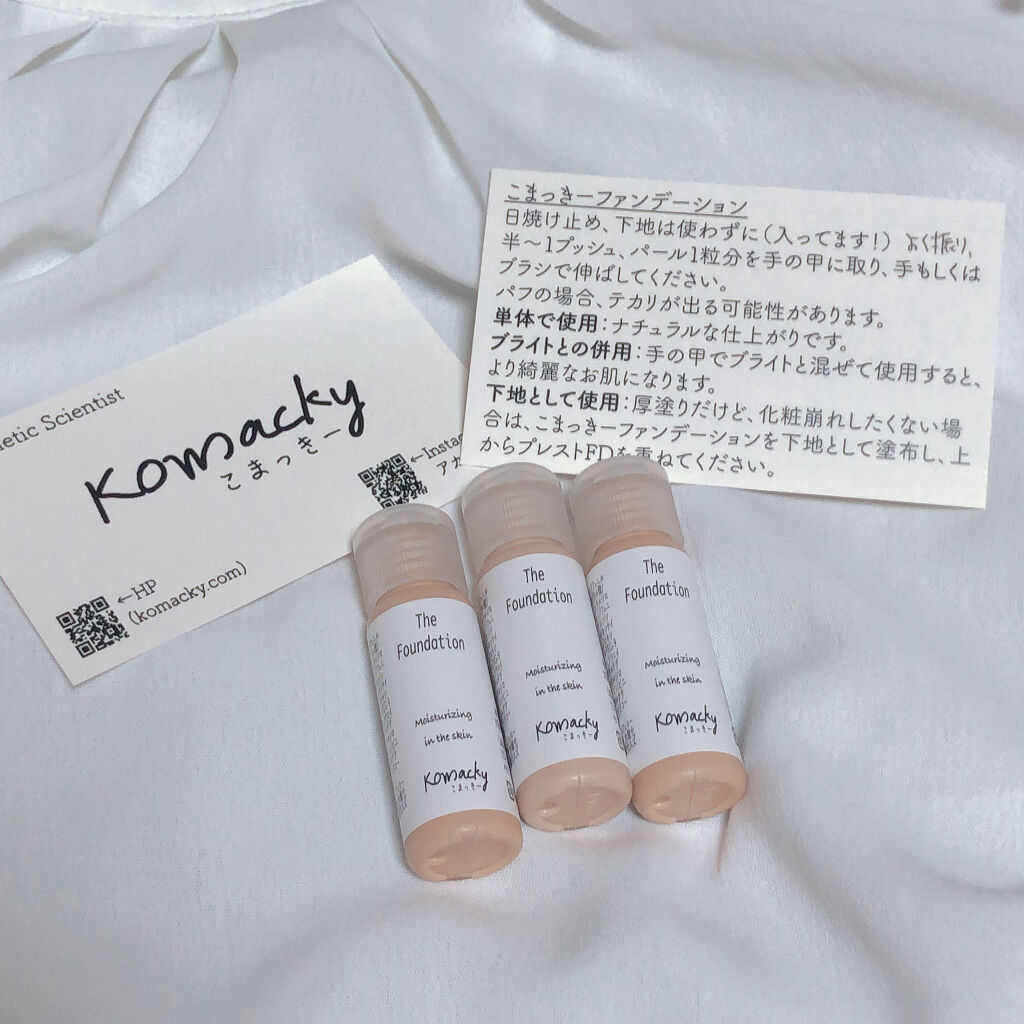 こまっきーファンデーション
日焼け止め、下地は使わずに(入ってます!) よく振り、
半〜1プッシュ、パール1粒分を手の甲に取り、手もしくは
ブラシで伸ばしてください。
パフの場合、テカリが出る可能性があります。
単体で使用:ナチュラルな仕上がりです。
ブライトとの併用:手の甲でブライトと混ぜて使用すると、
より綺麗なお肌になります。
下地として使用:厚塗りだけど、化粧崩れしたくない場
合は、こまっきーファンデーションを下地として塗布し、上
からプレストFDを重ねてください。
Scientist
Komacky
こまっきー
←Insta
アカ
←HP
(komacky.com)
The
Foundation
Moisturizing
in the skin
Komacky
こまっきー
The
Foundation
Moisturizing
in the skin
Komacky
こまっきー
The
Foundation
Moisturizing
in the skin
Komacky
こまっきー